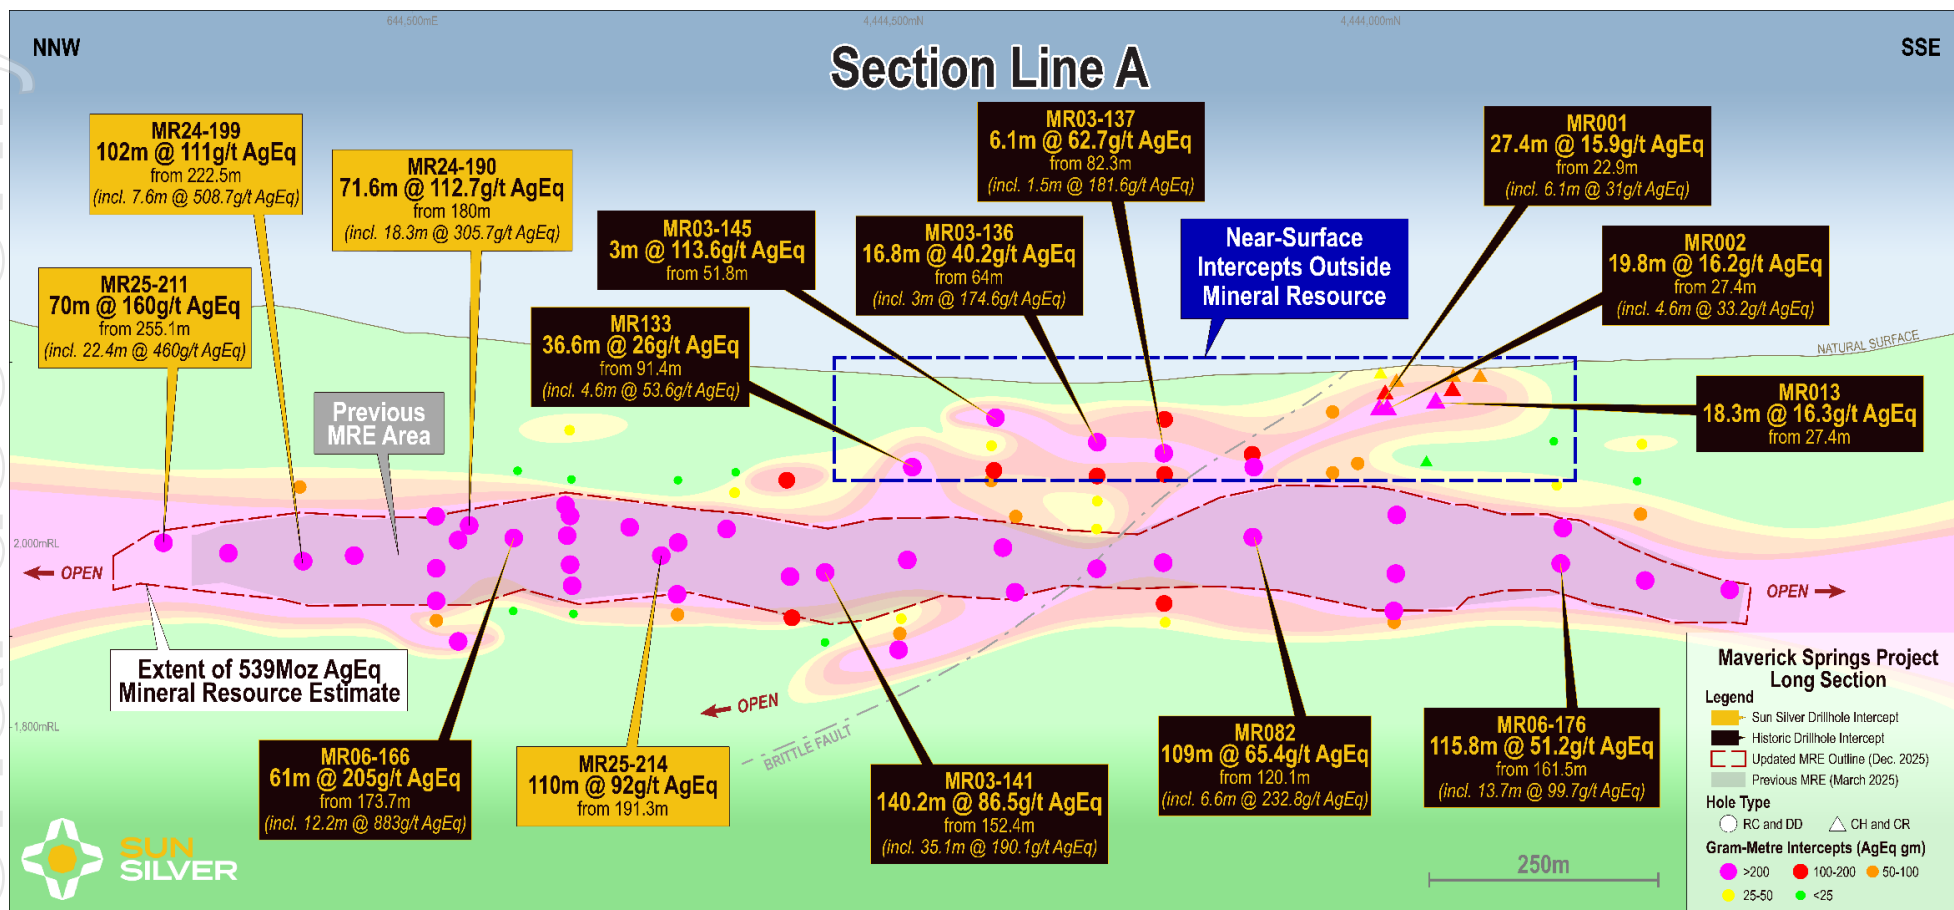 644,500mE
4,444,500mN
4,444,000mN
NNW
SSE
Section Line A
MR24-199
102m @ 111g/t AgEq
from 222.5m
(incl. 7.6m @ 508.7g/t AgEq)
MR24-190
71.6m @ 112.7g/t AgEq
from 180m
(incl. 18.3m @ 305.7g/t AgEq)
MR25-211
70m @ 160g/t AgEq
from 255.1m
(incl. 22.4m @ 460g/t AgEq)
MR03-145
3m @ 113.6g/t AgEq
from 51.8m
MR133
36.6m @ 26g/t AgEq
from 91.4m
(incl. 4.6m @ 53.6g/t AgEq)
MR03-136
16.8m @ 40.2g/t AgEq
from 64m
(incl. 3m @ 174.6g/t AgEq)
MR03-137
6.1m @ 62.7g/t AgEq
from 82.3m
(incl. 1.5m @ 181.6g/t AgEq)
Near-Surface
Intercepts Outside
Mineral Resource
MR001
27.4m @ 15.9g/t AgEq
from 22.9m
(incl. 6.1m @ 31g/t AgEq)
MR002
19.8m @ 16.2g/t AgEq
from 27.4m
(incl. 4.6m @ 33.2g/t AgEq)
NATURAL SURFACE
MR013
18.3m @ 16.3g/t AgEq
from 27.4m
Previous
MRE Area
2,000mRL
OPEN
OPEN
Extent of 539Moz AgEq
Mineral Resource Estimate
OPEN
BRITTLE FAULT
1,800mRL
MR06-166
61m @ 205g/t AgEq
from 173.7m
(incl. 12.2m @ 883g/t AgEq)
MR25-214
110m @ 92g/t AgEq
from 191.3m
MR03-141
140.2m @ 86.5g/t AgEq
from 152.4m
(incl. 35.1m @ 190.1g/t AgEq)
MR082
109m @ 65.4g/t AgEq
from 120.1m
(incl. 6.6m @ 232.8g/t AgEq)
MR06-176
115.8m @ 51.2g/t AgEq
from 161.5m
(incl. 13.7m @ 99.7g/t AgEq)
SUN
SILVER
250m
Maverick Springs Project
Long Section
Legend
Sun Silver Drillhole Intercept
Historic Drillhole Intercept
Updated MRE Outline (Dec. 2025)
Previous MRE (March 2025)
Hole Type
RC and DD
CH and CR
Gram-Metre Intercepts (AgEq gm)
>200
100-200
50-100
25-50
<25